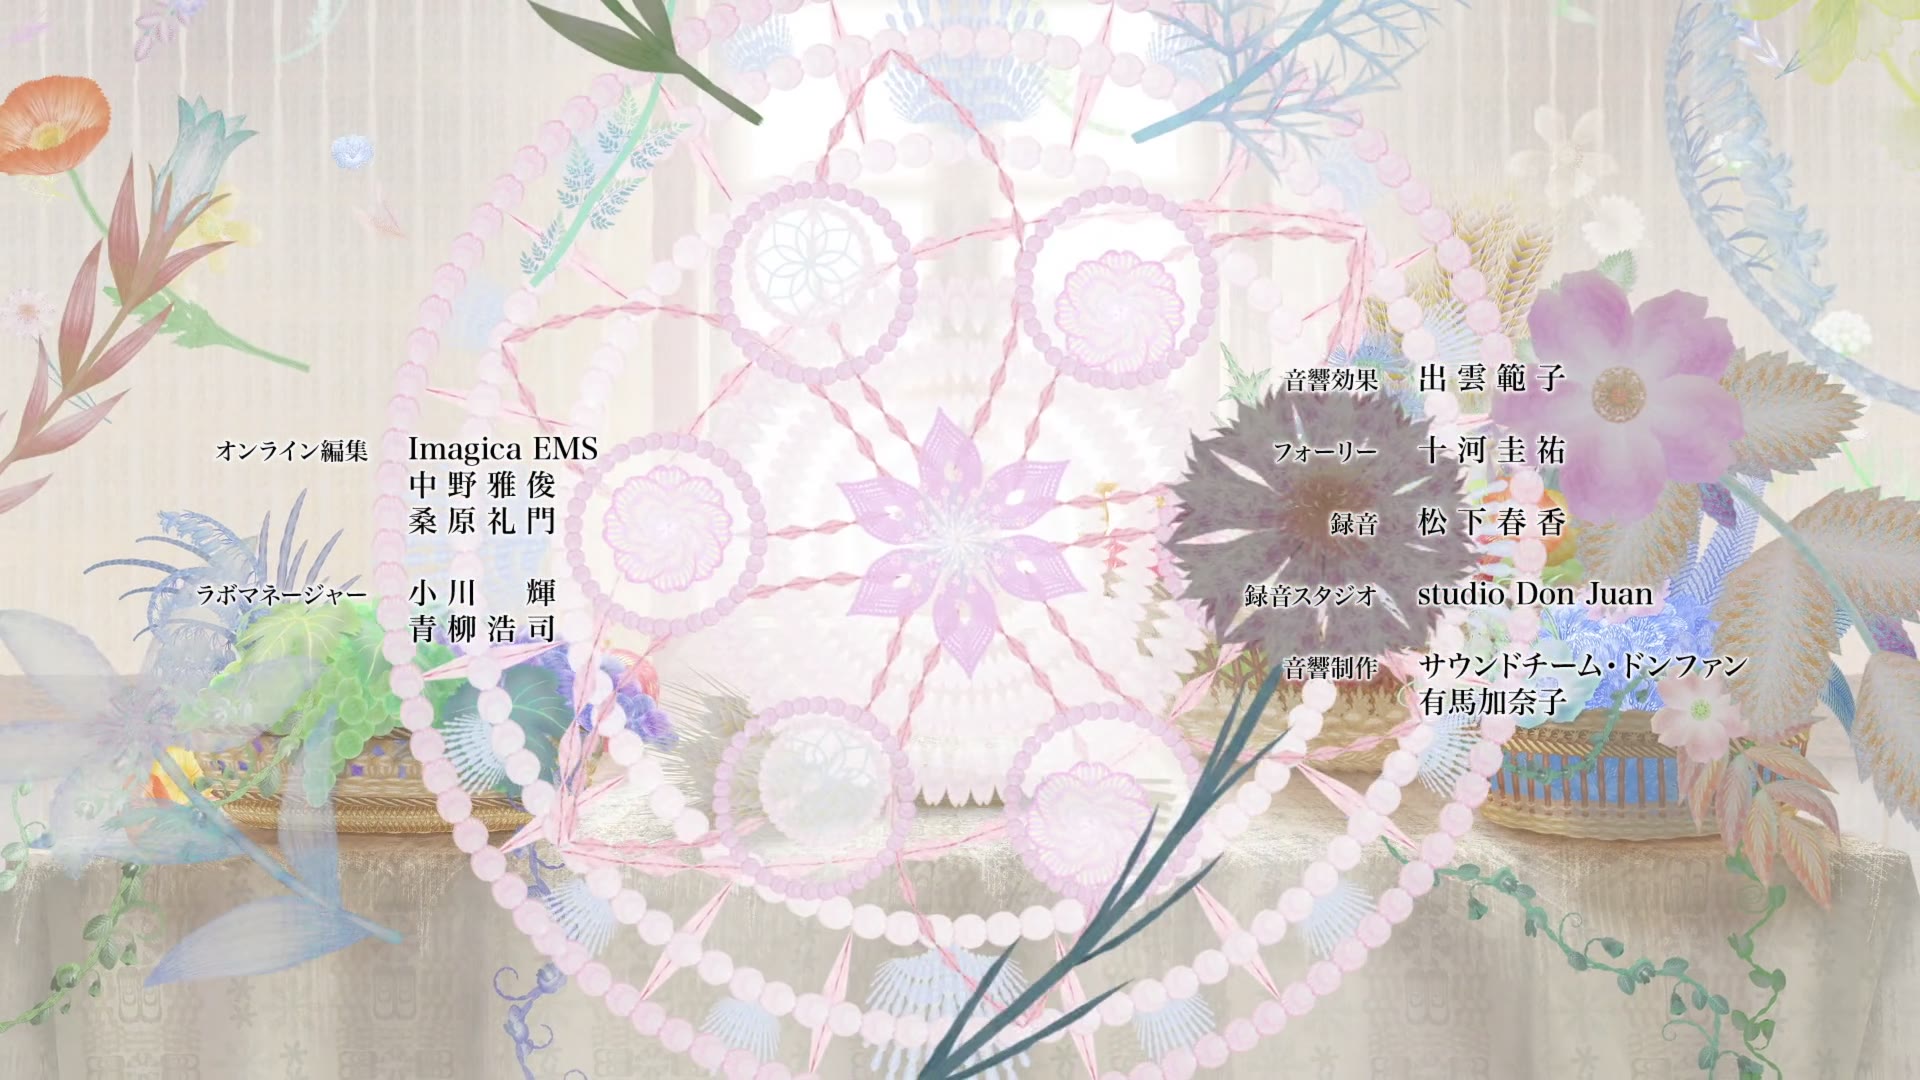 オンライン編集 Imagica EMS
中野雅俊
桑原礼門
ラボマネージャー 小川 輝
青柳浩司
音響効果 出雲範子
フォーリー 十河圭祐
録音 松下春香
録音スタジオ studio Don Juan
音響制作 サウンドチーム・ドンファン
有馬加奈子